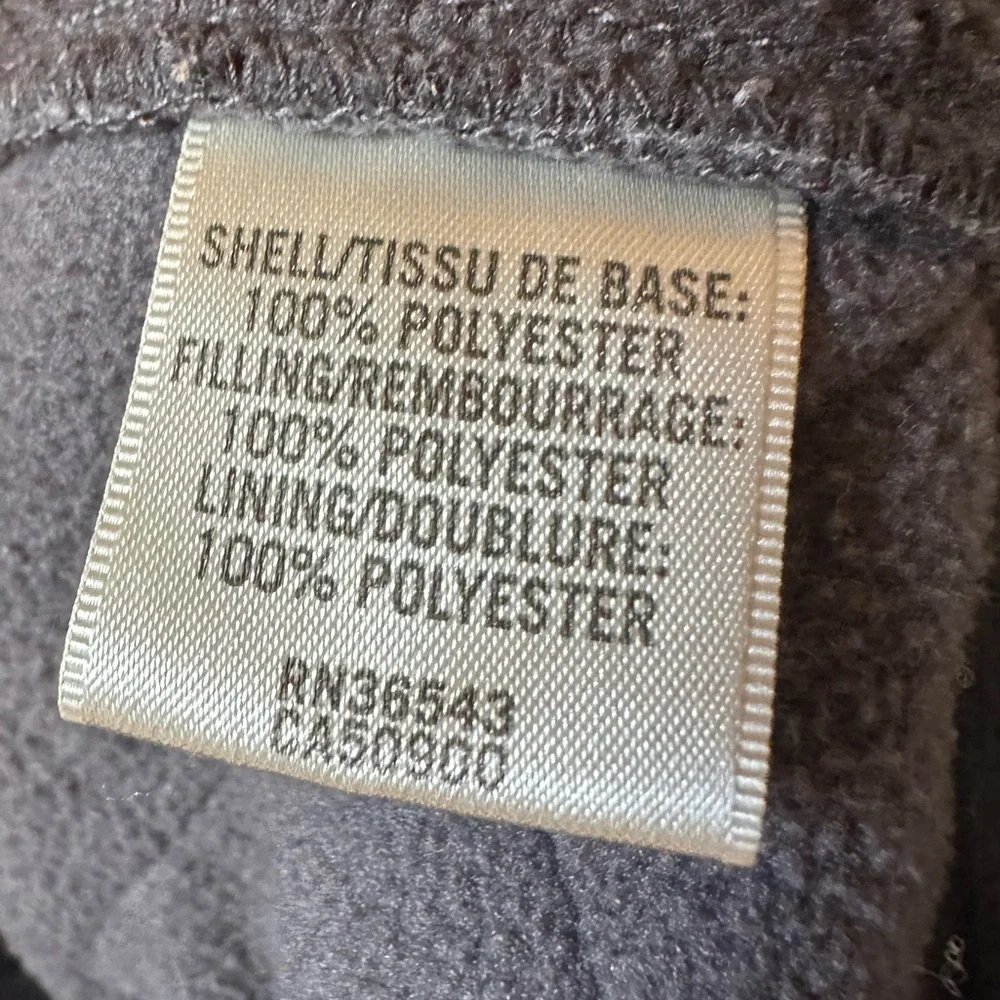 SHELL/TISSU DE BASE:
100% POLYESTER
FILLING/REMBOURRAGE:
100% POLYESTER
LINING/DOUBLURE:
100% POLYESTER
RN36543
CA50900